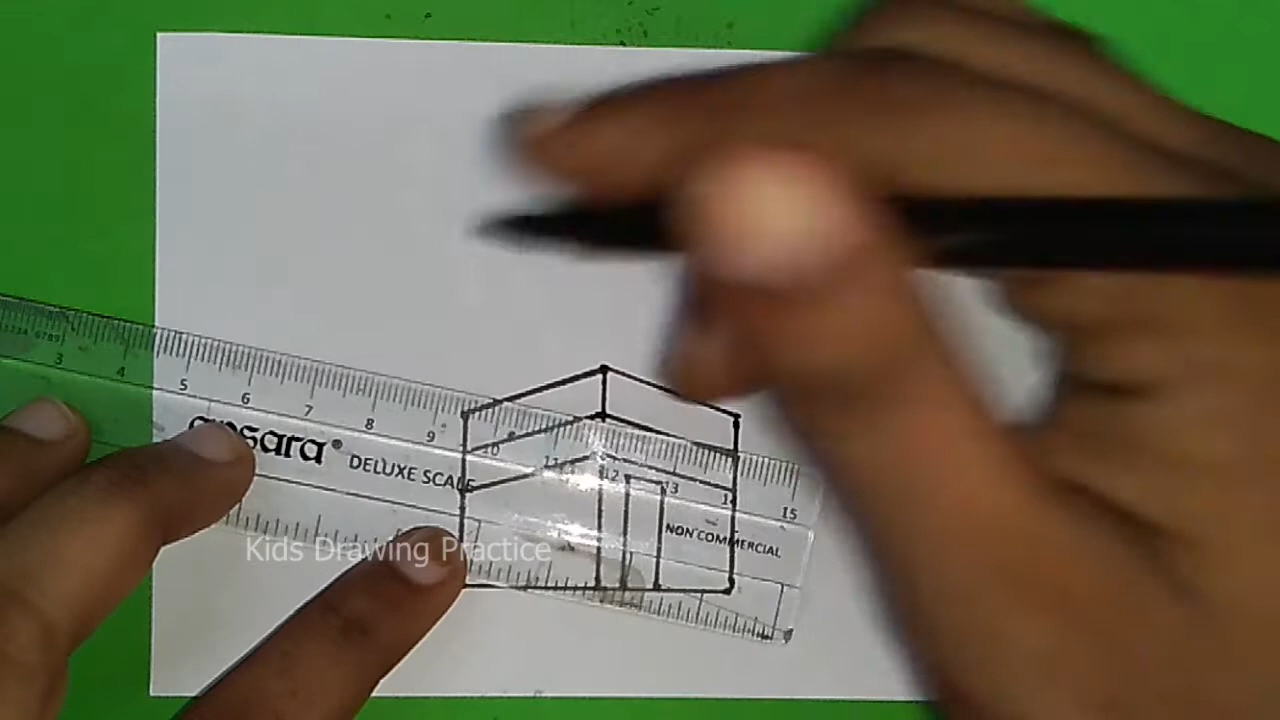 3 4 5 6 7 8 9 10 11 12 13 15
apsara® DELUXE SCALE
NON COMMERCIAL
Kids Drawing Practice